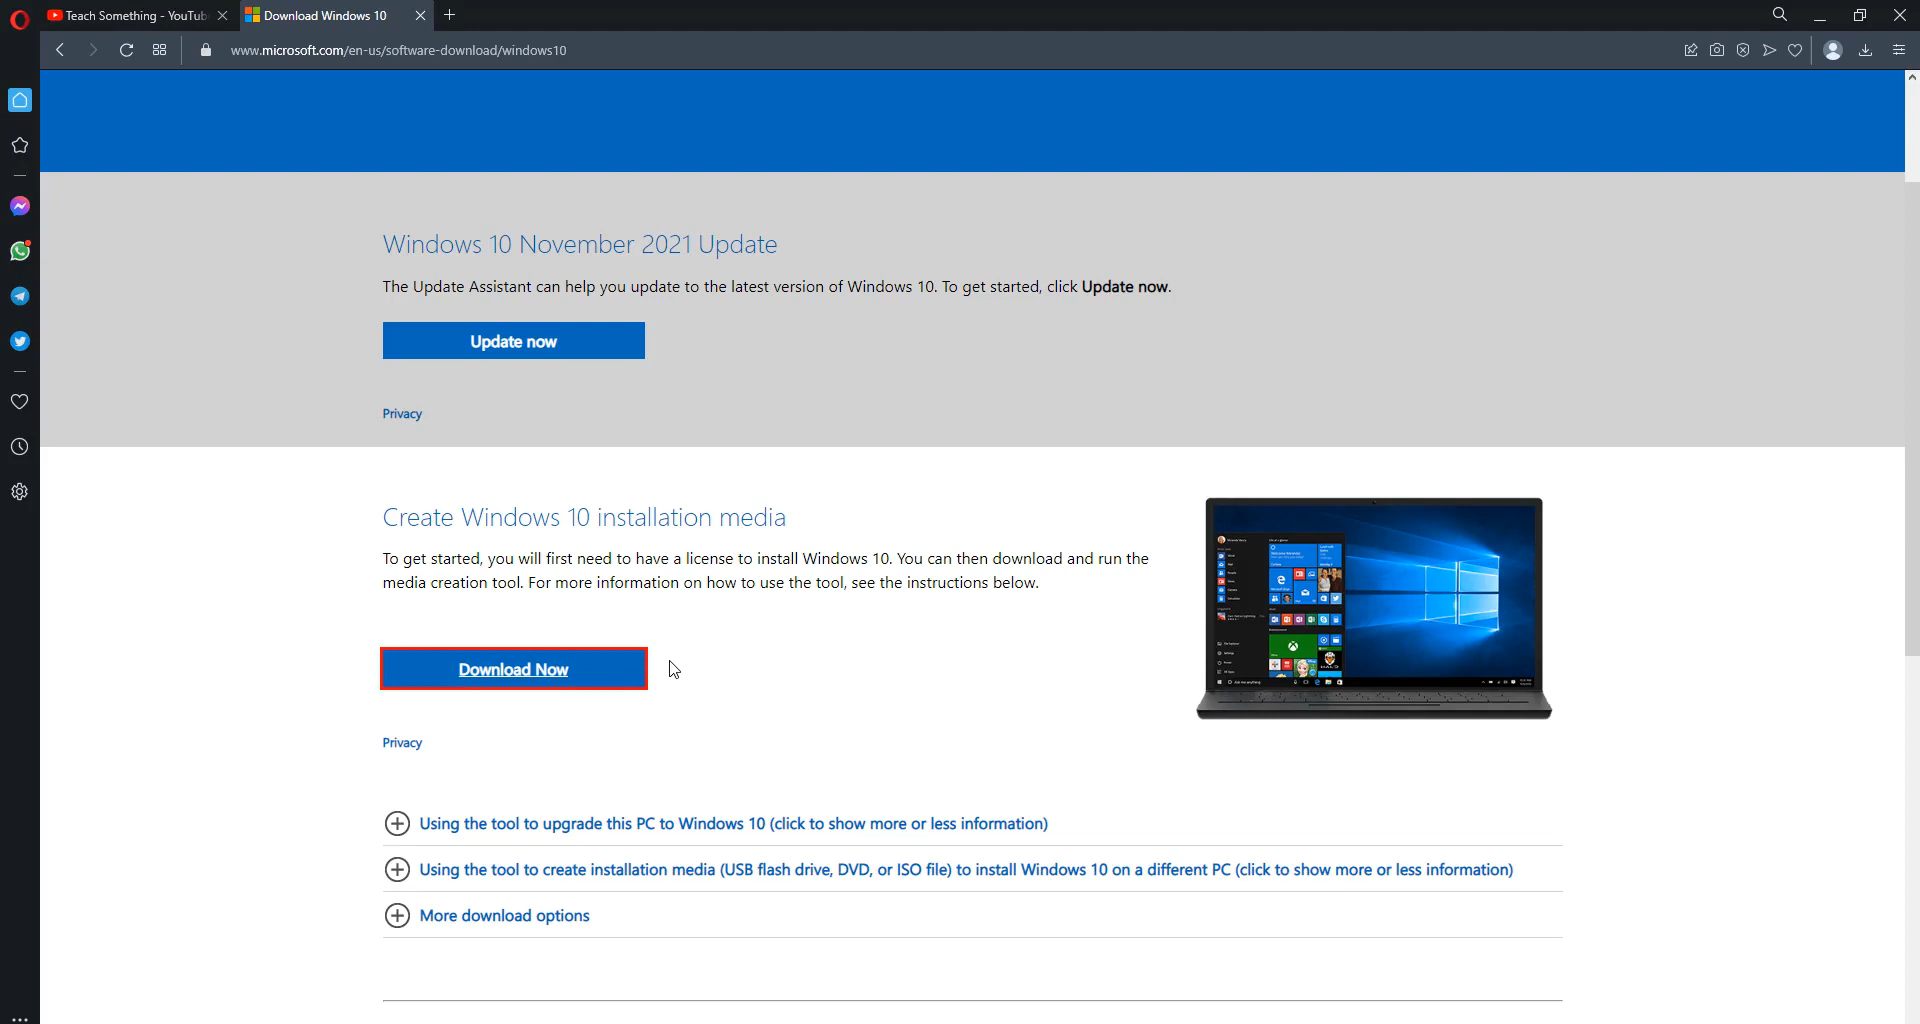 Teach Something - YouTub
Download Windows 10
www.microsoft.com/en-us/software-download/windows10
Windows 10 November 2021 Update
The Update Assistant can help you update to the latest version of Windows 10. To get started, click Update now.
Update now
Privacy
Create Windows 10 installation media
To get started, you will first need to have a license to install Windows 10. You can then download and run the
media creation tool. For more information on how to use the tool, see the instructions below.
Download Now
Privacy
Using the tool to upgrade this PC to Windows 10 (click to show more or less information)
Using the tool to create installation media (USB flash drive, DVD, or ISO file) to install Windows 10 on a different PC (click to show more or less information)
More download options